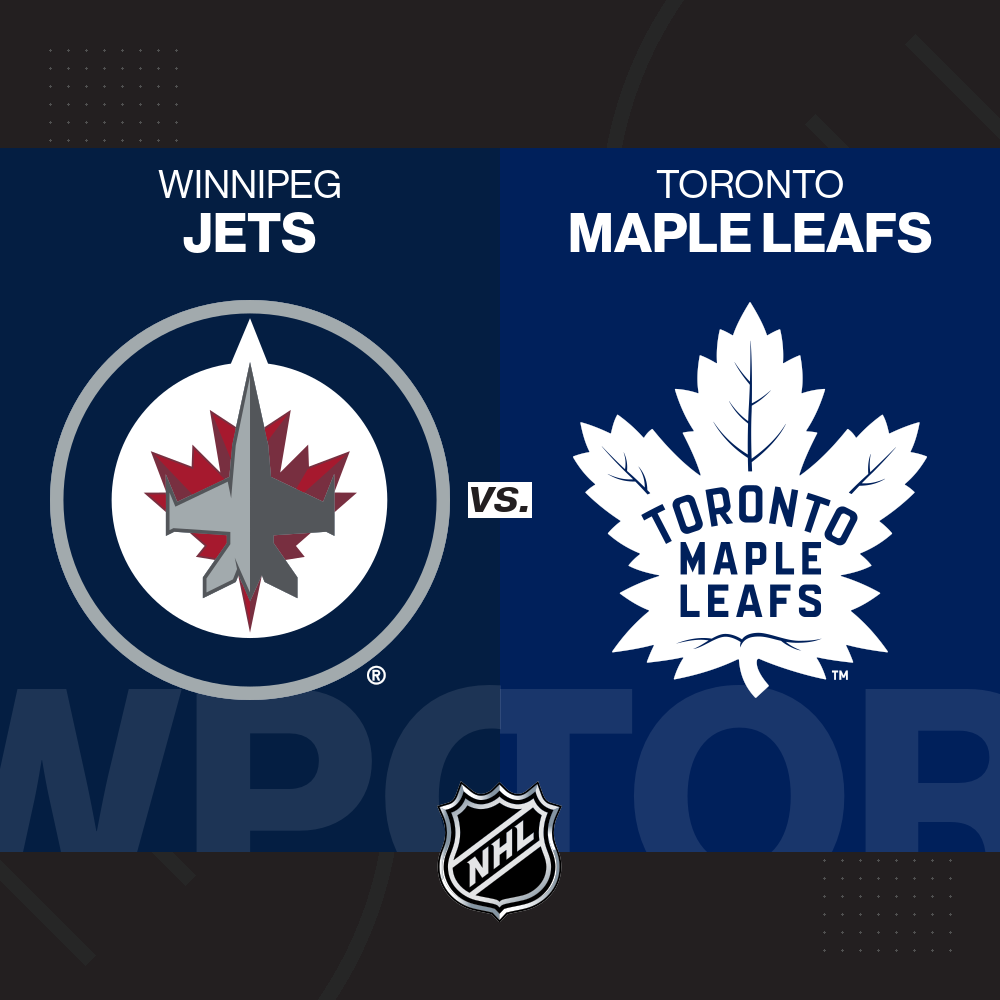 WINNIPEG
JETS
TORONTO
MAPLE LEAFS
VS.
TORONTO
MAPLE
LEAFS
®
TM
WPG
TOR
NHL